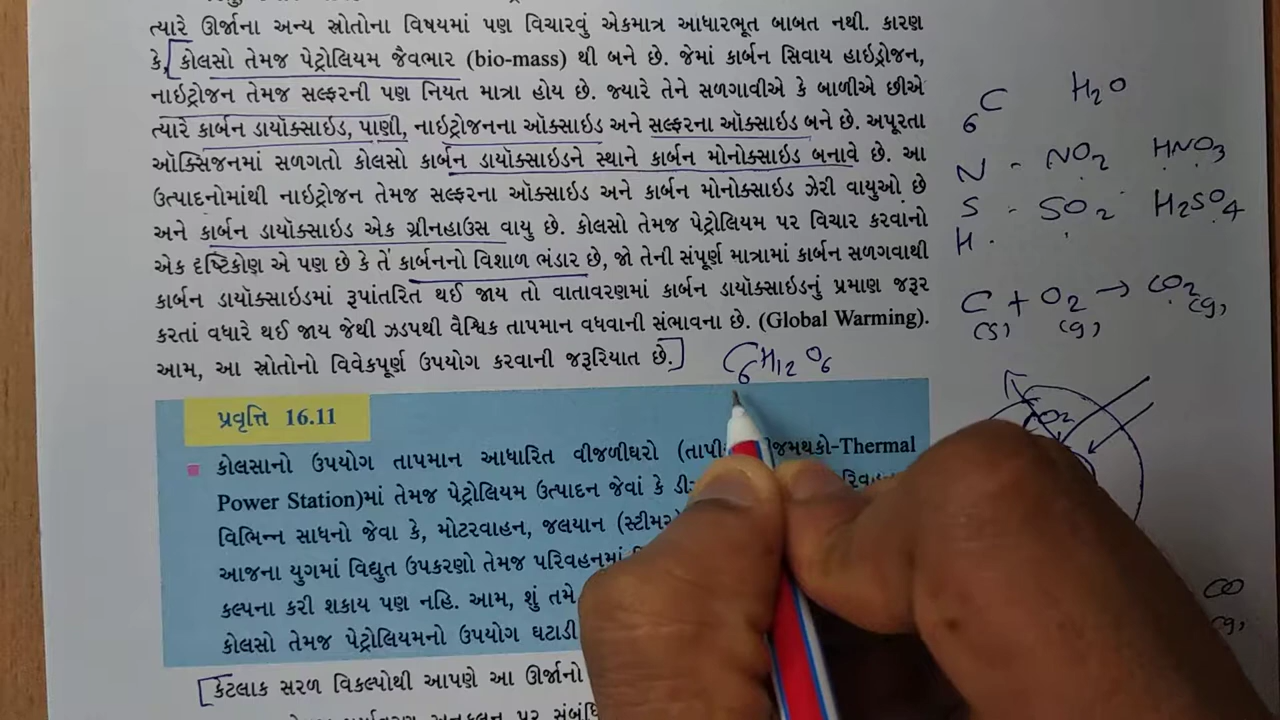 ત્યારે ઊર્જાના અન્ય સ્રોતોના વિષયમાં પણ વિચારવું એકમાત્ર આધારભૂત બાબત નથી. કારણ
કે, કોલસો તેમજ પેટ્રોલિયમ જૈવભાર (bio-mass) થી બને છે. જેમાં કાર્બન સિવાય હાઇડ્રોજન,
નાઇટ્રોજન તેમજ સલ્ફરની પણ નિયત માત્રા હોય છે. જ્યારે તેને સળગાવીએ કે બાળીએ છીએ
ત્યારે કાર્બન ડાયૉક્સાઇડ, પાણી, નાઇટ્રોજનના ઑક્સાઇડ અને સલ્ફરના ઑક્સાઇડ બને છે. અપૂરતા
ઑક્સિજનમાં સળગતો કોલસો કાર્બન ડાયૉક્સાઇડને સ્થાને કાર્બન મોનોક્સાઇડ બનાવે છે. આ
ઉત્પાદનોમાંથી નાઇટ્રોજન તેમજ સલ્ફરના ઑક્સાઇડ અને કાર્બન મોનોક્સાઇડ ઝેરી વાયુઓ છે
અને કાર્બન ડાયૉક્સાઇડ એક ગ્રીનહાઉસ વાયુ છે. કોલસો તેમજ પેટ્રોલિયમ પર વિચાર કરવાનો
એક દૃષ્ટિકોણ એ પણ છે કે તે કાર્બનનો વિશાળ ભંડાર છે, જો તેની સંપૂર્ણ માત્રામાં કાર્બન સળગવાથી
કાર્બન ડાયૉક્સાઇડમાં રૂપાંતરિત થઈ જાય તો વાતાવરણમાં કાર્બન ડાયૉક્સાઇડનું પ્રમાણ જરૂર
કરતાં વધારે થઈ જાય જેથી ઝડપથી વૈશ્વિક તાપમાન વધવાની સંભાવના છે. (Global Warming).
આમ, આ સ્રોતોનો વિવેકપૂર્ણ ઉપયોગ કરવાની જરૂરિયાત છે.
C6H12O6
પ્રવૃત્તિ 16.11
કોલસાનો ઉપયોગ તાપમાન આધારિત વીજળીઘરો -Thermal
Power Station)માં તેમજ પેટ્રોલિયમ ઉત્પાદન જેવાં કે
વિભિન્ન સાધનો જેવા કે, મોટરવાહન, જલયાન
આજના યુગમાં વિદ્યુત ઉપકરણો તેમજ પરિવહનમાં
કલ્પના કરી શકાય પણ નહિ. આમ, શું તમે
કોલસો તેમજ પેટ્રોલિયમનો ઉપયોગ ઘટાડી
કેટલાક સરળ વિકલ્પોથી આપણે આ ઊર્જાનો
6C H2O
N - NO2 HNO3
S - SO2 H2SO4
H
C + O2 → CO2
(s) (g) (g)
CO2
CO
(g)